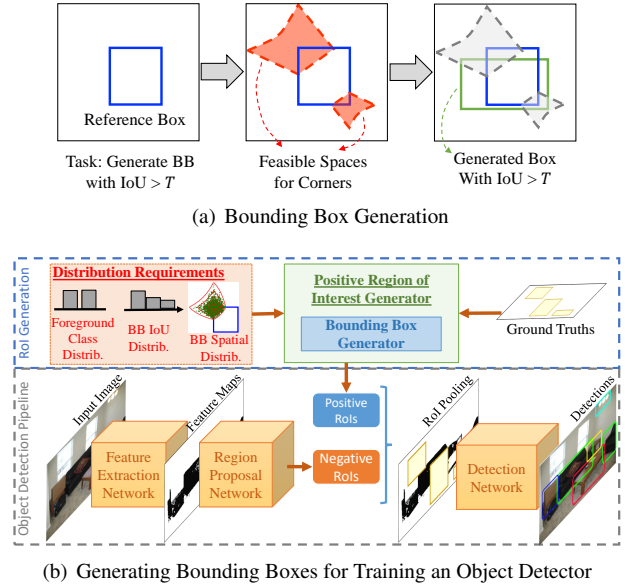 Reference Box
Task: Generate BB
with IoU > T
Feasible Spaces
for Corners
Generated Box
With IoU > T
(a) Bounding Box Generation
RoI Generation
Distribution Requirements
Foreground
Class
Distrib.
BB IoU
Distrib.
BB Spatial
Distrib.
Positive Region of
Interest Generator
Bounding Box
Generator
Ground Truths
Object Detection Pipeline
Input Image
Feature
Extraction
Network
Feature Maps
Region
Proposal
Network
Positive
RoIs
Negative
RoIs
RoI Pooling
Detection
Network
Detections
(b) Generating Bounding Boxes for Training an Object Detector